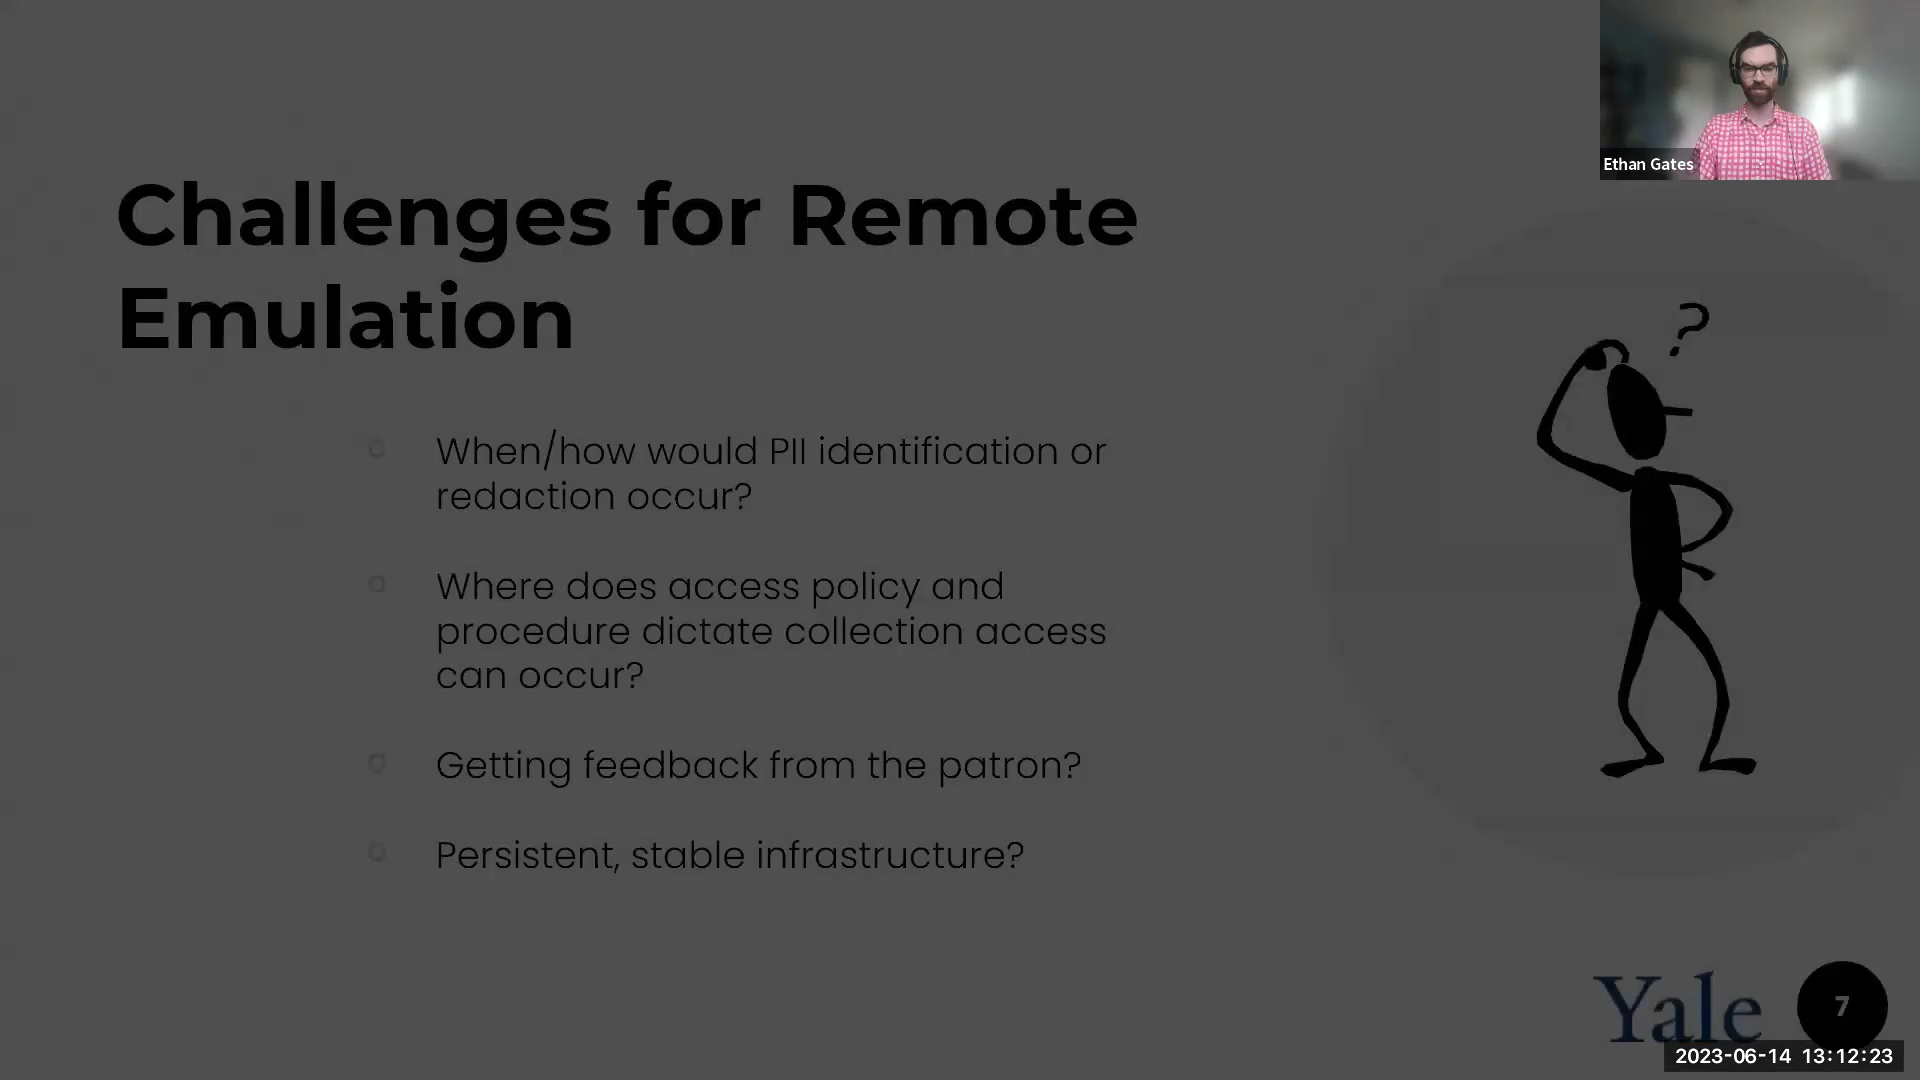 Ethan Gates
Challenges for Remote
Emulation
?
When/how would PII identification or
redaction occur?
Where does access policy and
procedure dictate collection access
can occur?
Getting feedback from the patron?
Persistent, stable infrastructure?
Yale
7
2023-06-14 13:12:23